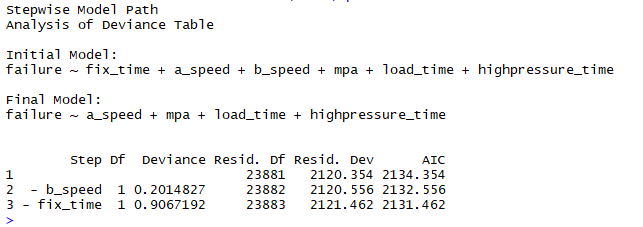 Stepwise Model Path
Analysis of Deviance Table
Initial Model:
failure ~ fix_time + a_speed + b_speed + mpa + load_time + highpressure_time
Final Model:
failure ~ a_speed + mpa + load_time + highpressure_time
Step Df Deviance Resid. Df Resid. Dev AIC
1 23881 2120.354 2134.354
2 - b_speed 1 0.2014827 23882 2120.556 2132.556
3 - fix_time 1 0.9067192 23883 2121.462 2131.462
>